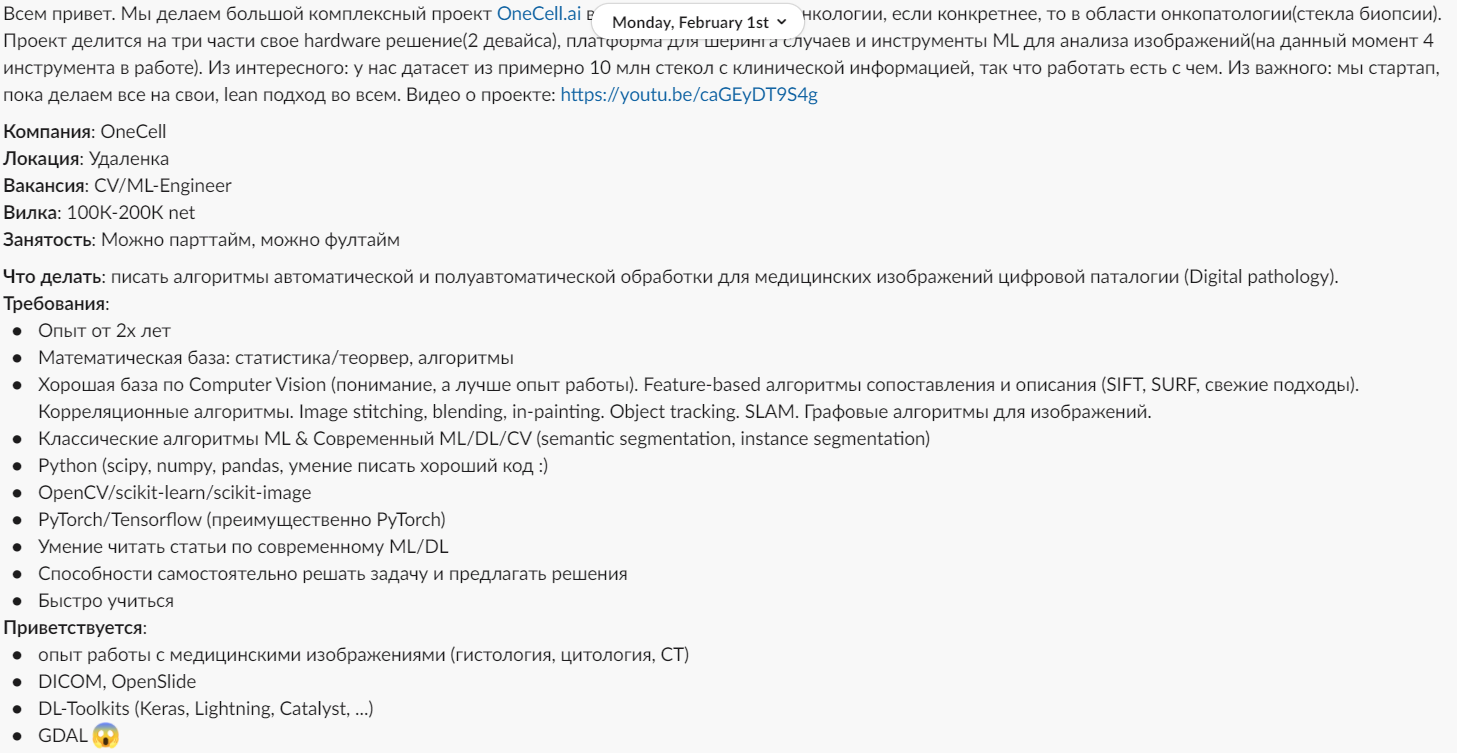 Всем привет. Мы делаем большой комплексный проект OneCell.ai в
Monday, February 1st
нкологии, если конкретнее, то в области онкопатологии(стекла биопсии).
Проект делится на три части свое hardware решение(2 девайса), платформа для шеринга случаев и инструменты ML для анализа изображений(на данный момент 4
инструмента в работе). Из интересного: у нас датасет из примерно 10 млн стекол с клинической информацией, так что работать есть с чем. Из важного: мы стартап,
пока делаем все на свои, lean подход во всем. Видео о проекте: https://youtu.be/caGEyDT9S4g
Компания: OneCell
Локация: Удаленка
Вакансия: CV/ML-Engineer
Вилка: 100K-200K net
Занятость: Можно парттайм, можно фултайм
Что делать: писать алгоритмы автоматической и полуавтоматической обработки для медицинских изображений цифровой паталогии (Digital pathology).
Требования:
● Опыт от 2х лет
● Математическая база: статистика/теорвер, алгоритмы
● Хорошая база по Computer Vision (понимание, а лучше опыт работы). Feature-based алгоритмы сопоставления и описания (SIFT, SURF, свежие подходы).
Корреляционные алгоритмы. Image stitching, blending, in-painting. Object tracking. SLAM. Графовые алгоритмы для изображений.
● Классические алгоритмы ML & Современный ML/DL/CV (semantic segmentation, instance segmentation)
● Python (scipy, numpy, pandas, умение писать хороший код :)
● OpenCV/scikit-learn/scikit-image
● PyTorch/Tensorflow (преимущественно PyTorch)
● Умение читать статьи по современному ML/DL
● Способности самостоятельно решать задачу и предлагать решения
● Быстро учиться
Приветствуется:
● опыт работы с медицинскими изображениями (гистология, цитология, CT)
● DICOM, OpenSlide
● DL-Toolkits (Keras, Lightning, Catalyst, ...)
● GDAL 😱